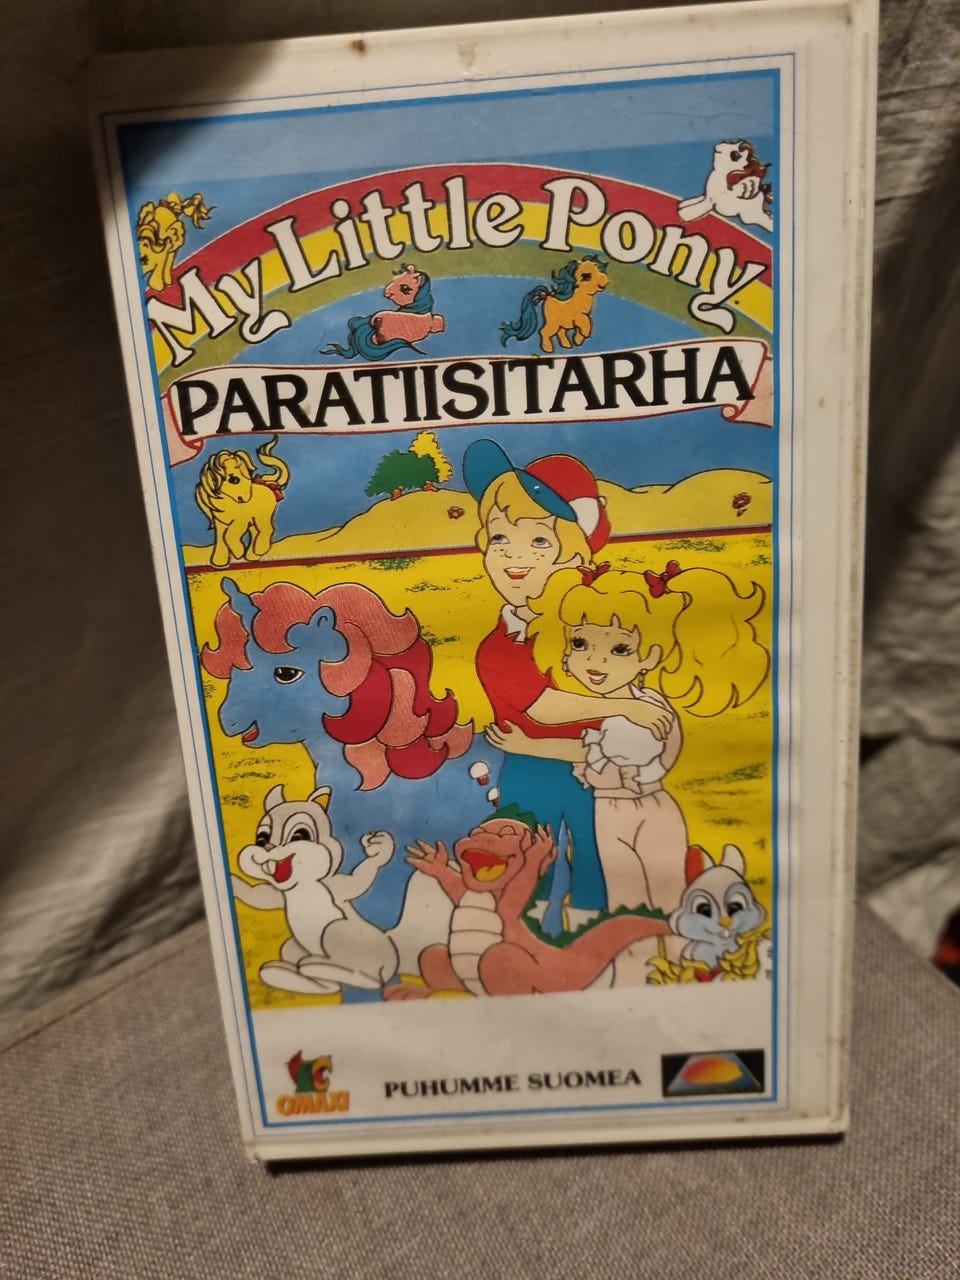 My Little Pony
PARATIISITARHA
OMAXI
PUHUMME SUOMEA